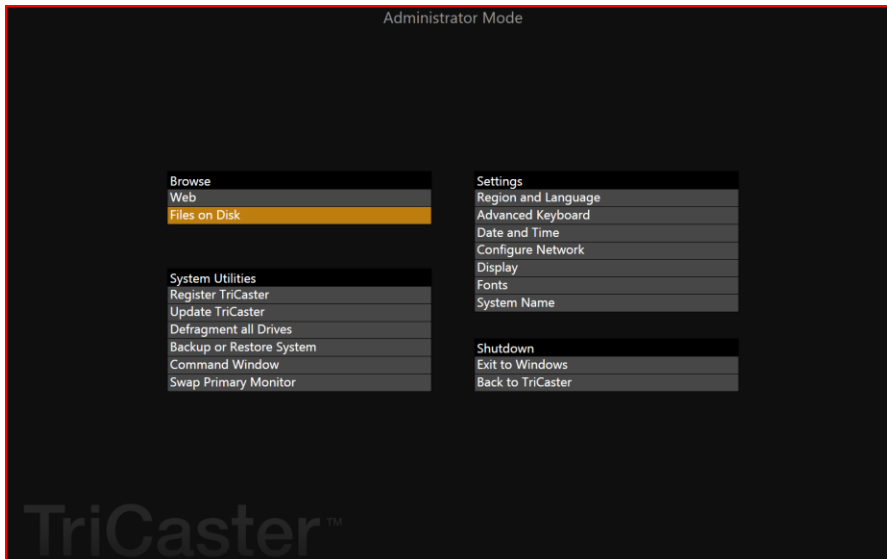 Administrator Mode
Browse
Web
Files on Disk
System Utilities
Register TriCaster
Update TriCaster
Defragment all Drives
Backup or Restore System
Command Window
Swap Primary Monitor
Settings
Region and Language
Advanced Keyboard
Date and Time
Configure Network
Display
Fonts
System Name
Shutdown
Exit to Windows
Back to TriCaster
TriCaster™